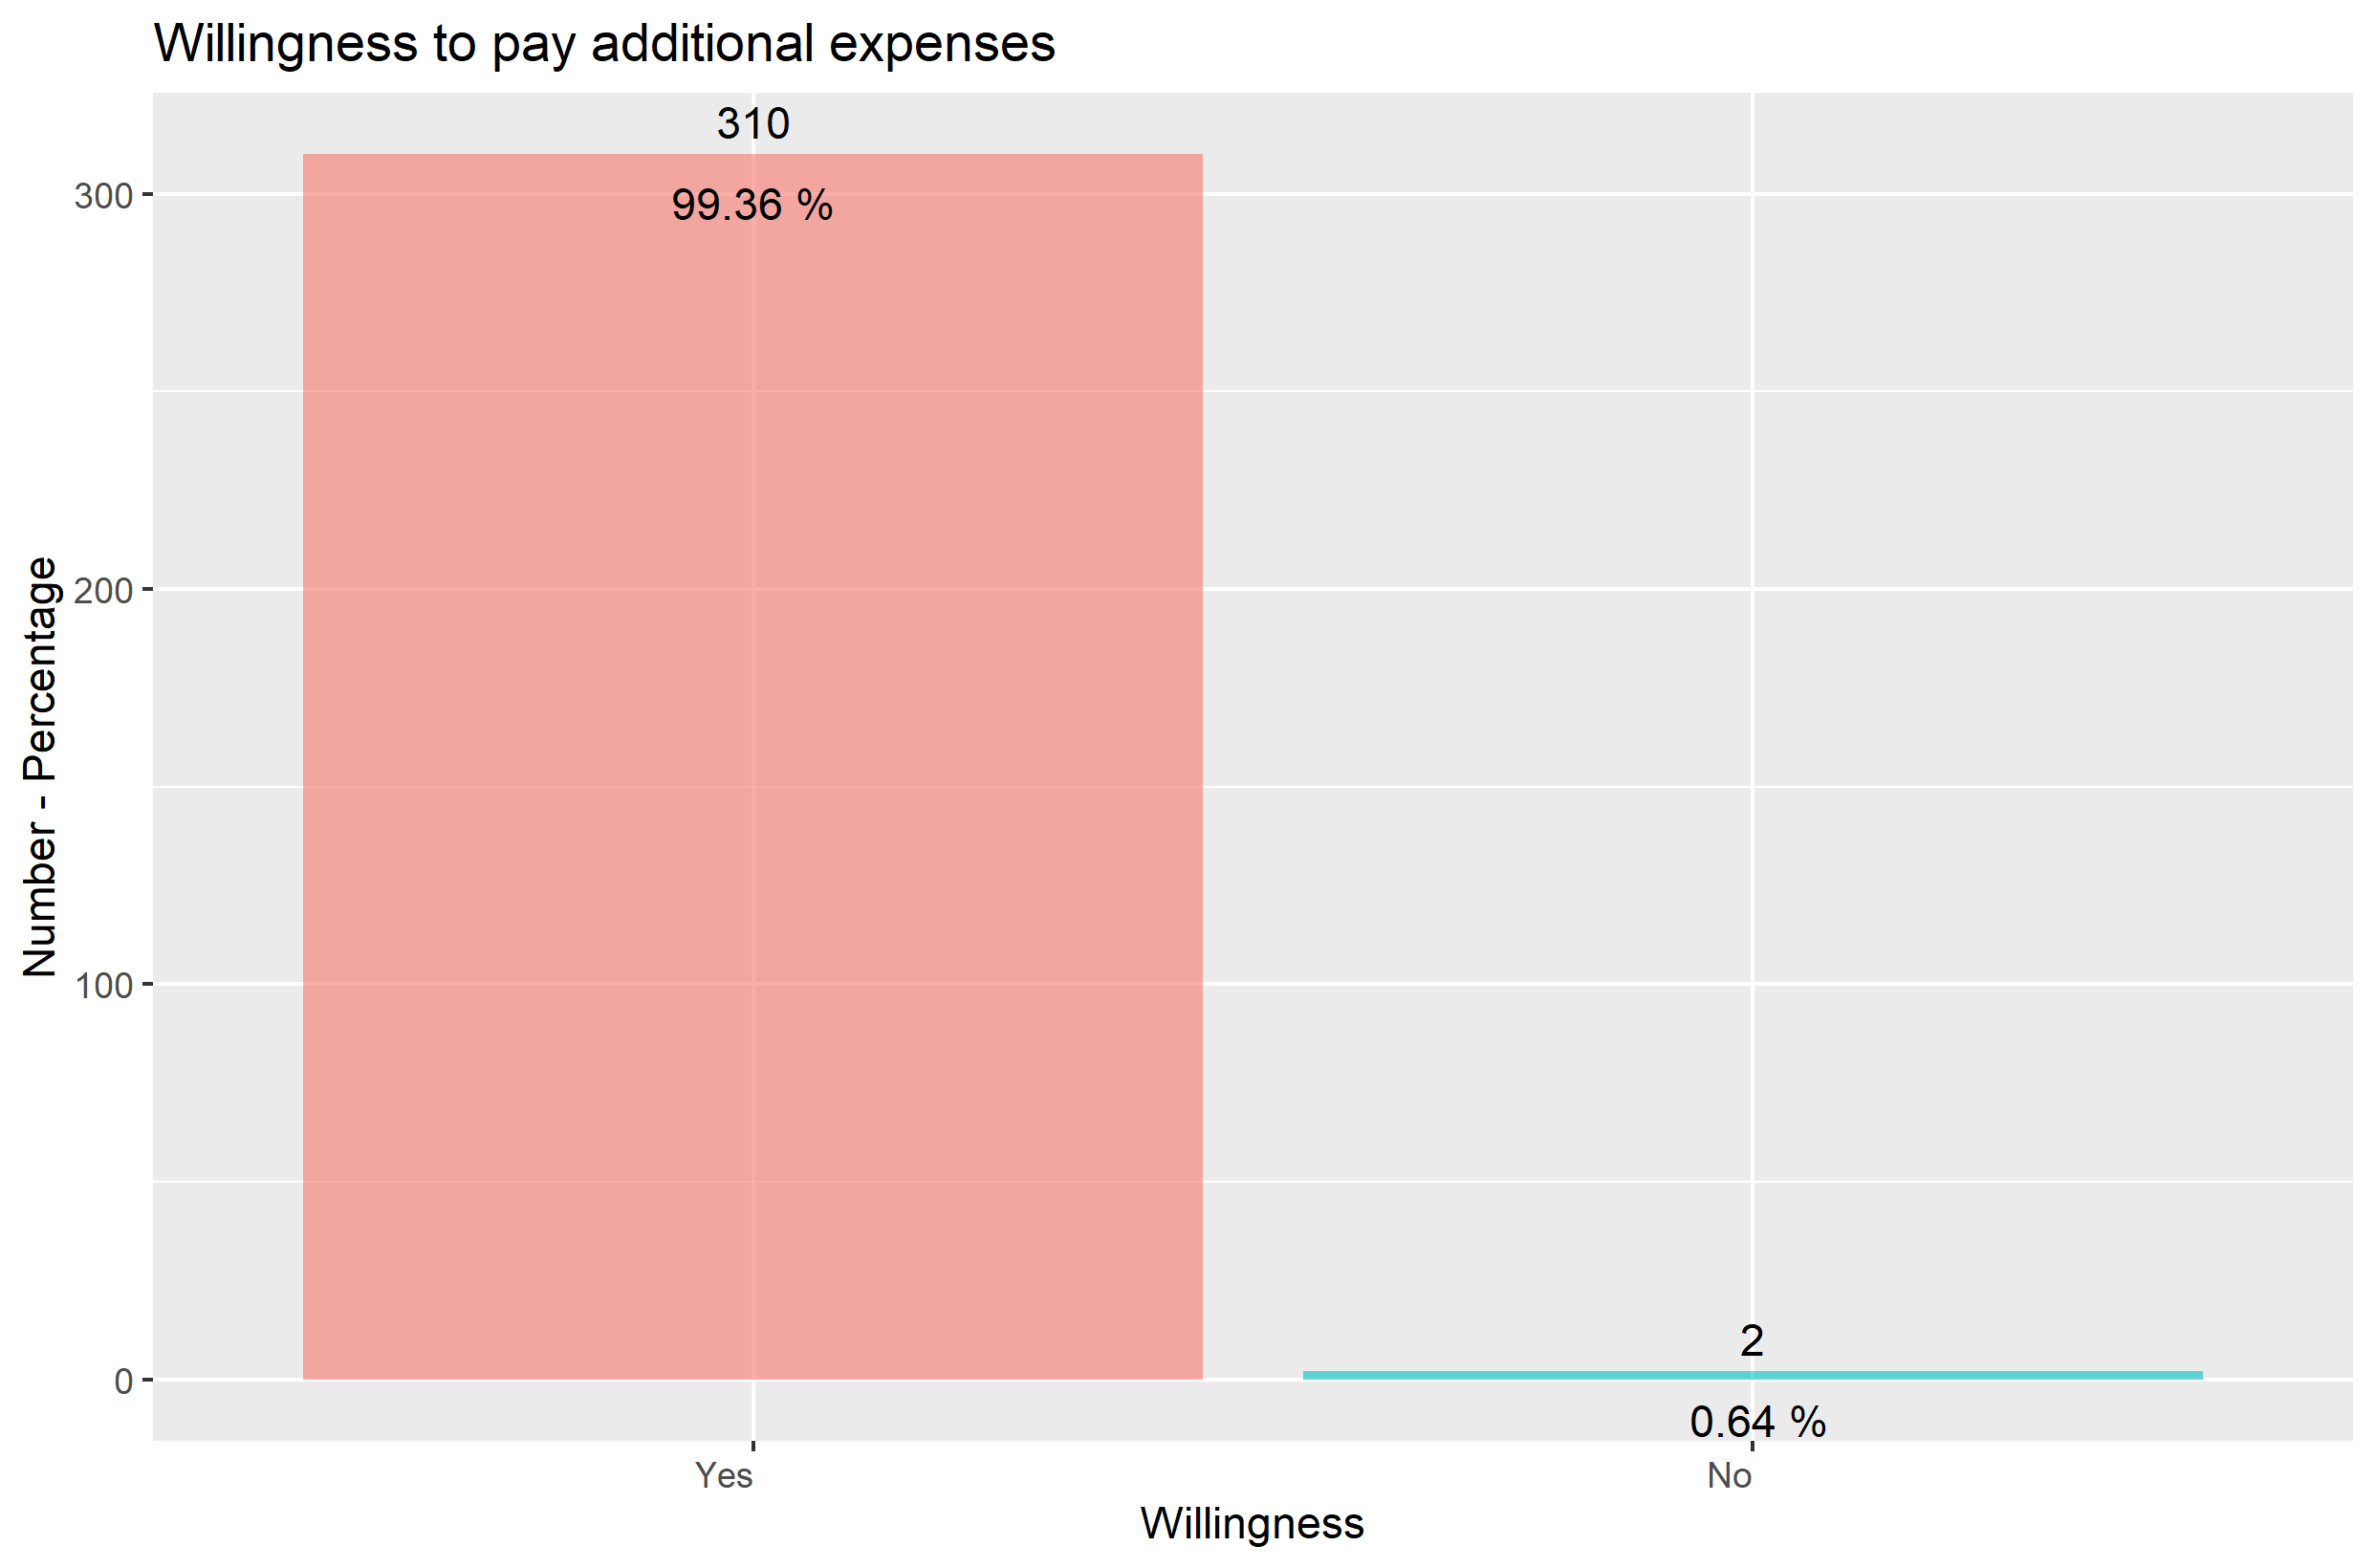 Willingness to pay additional expenses
310
99.36 %
300
200
100
0
2
0.64 %
Number - Percentage
Yes
No
Willingness